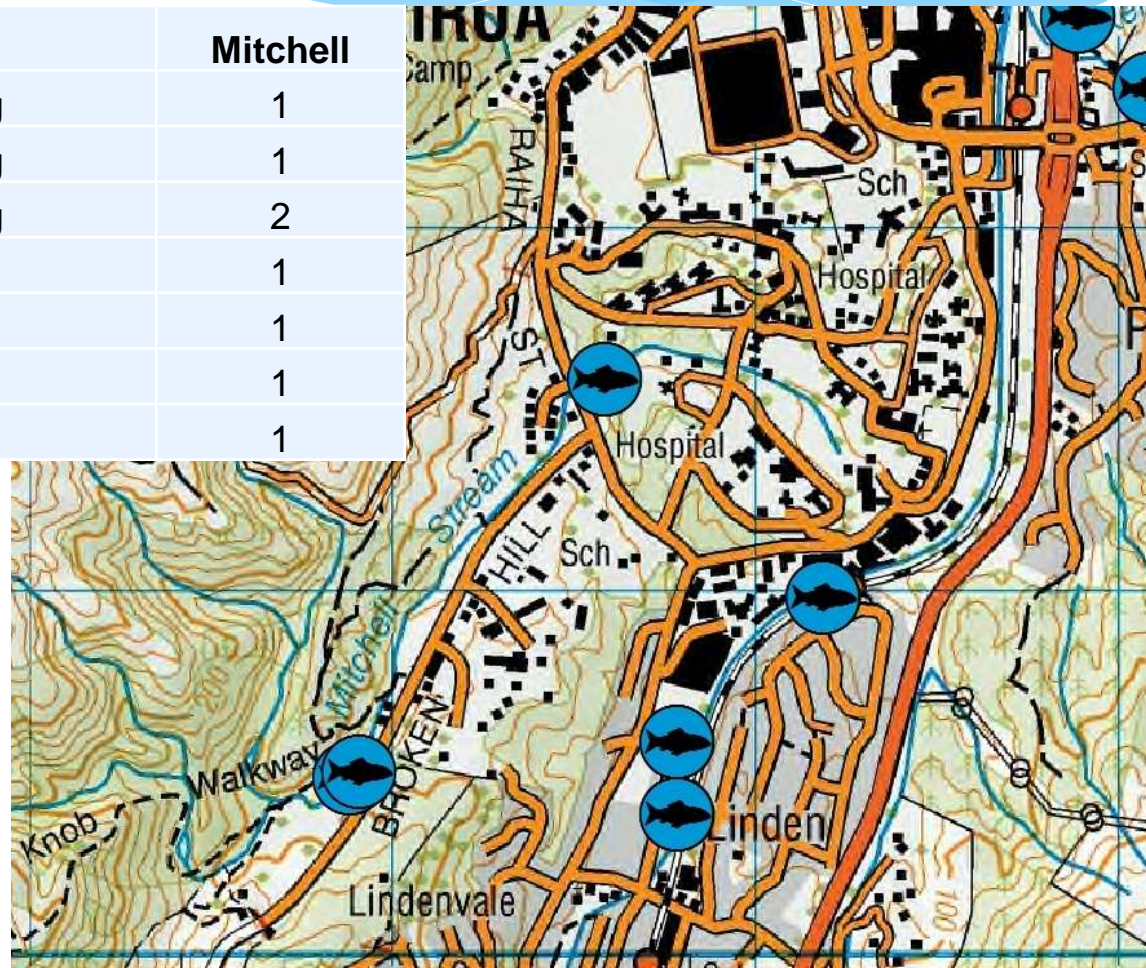 Mitchell
g 1
g 1
g 2
1
1
1
1
Camp
RAIHA
ST
Sch
Hospital
Hospital
Stream
HILL
Sch
Mitchell
Walkway
BROKEN
Knob
Linden
Lindenvale
100